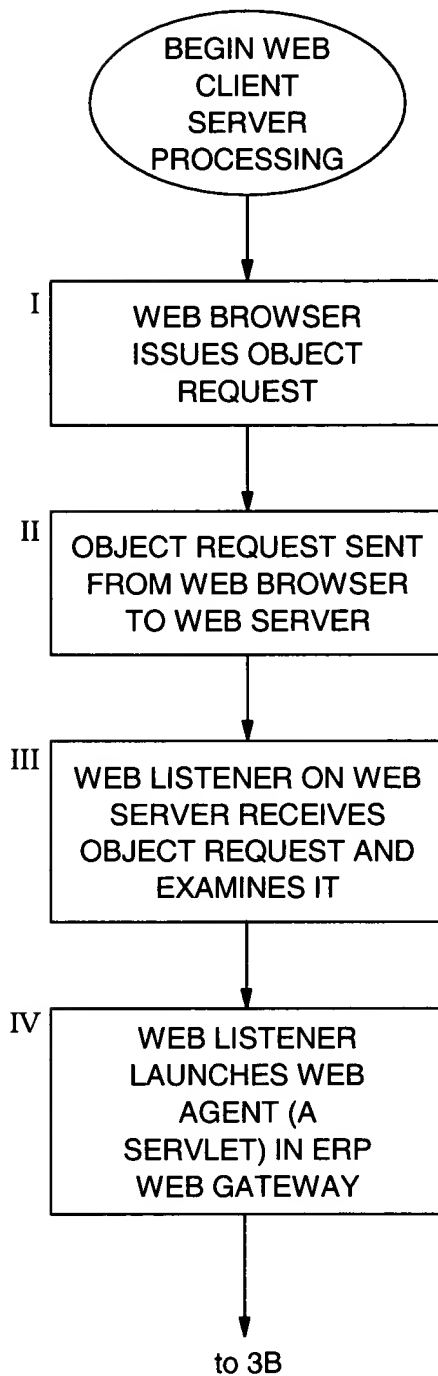 BEGIN WEB
CLIENT
SERVER
PROCESSING
I
WEB BROWSER
ISSUES OBJECT
REQUEST
II
OBJECT REQUEST SENT
FROM WEB BROWSER
TO WEB SERVER
III
WEB LISTENER ON WEB
SERVER RECEIVES
OBJECT REQUEST AND
EXAMINES IT
IV
WEB LISTENER
LAUNCHES WEB
AGENT (A
SERVLET) IN ERP
WEB GATEWAY
to 3B